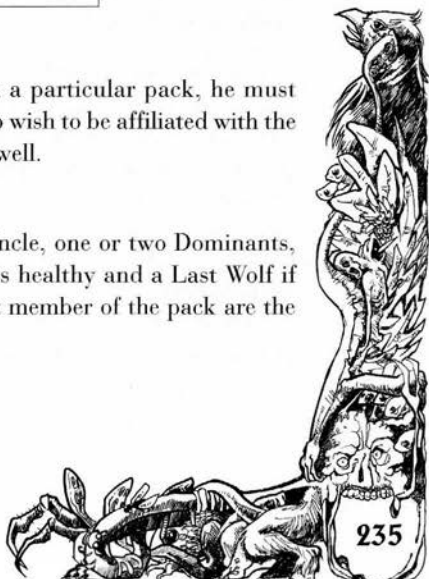 a particular pack, he must
wish to be affiliated with the
well.
ncle, one or two Dominants,
s healthy and a Last Wolf if
member of the pack are the
235